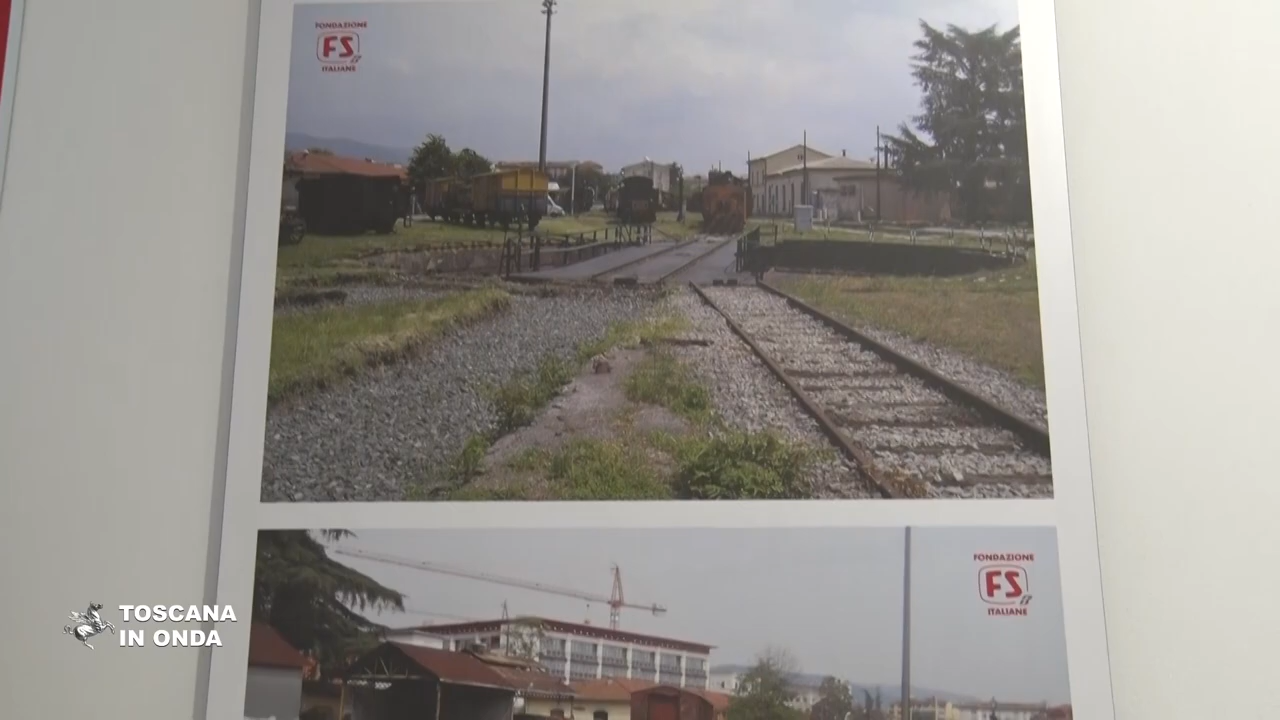 FONDAZIONE
FS
ITALIANE
FONDAZIONE
FS
ITALIANE
TOSCANA
IN ONDA